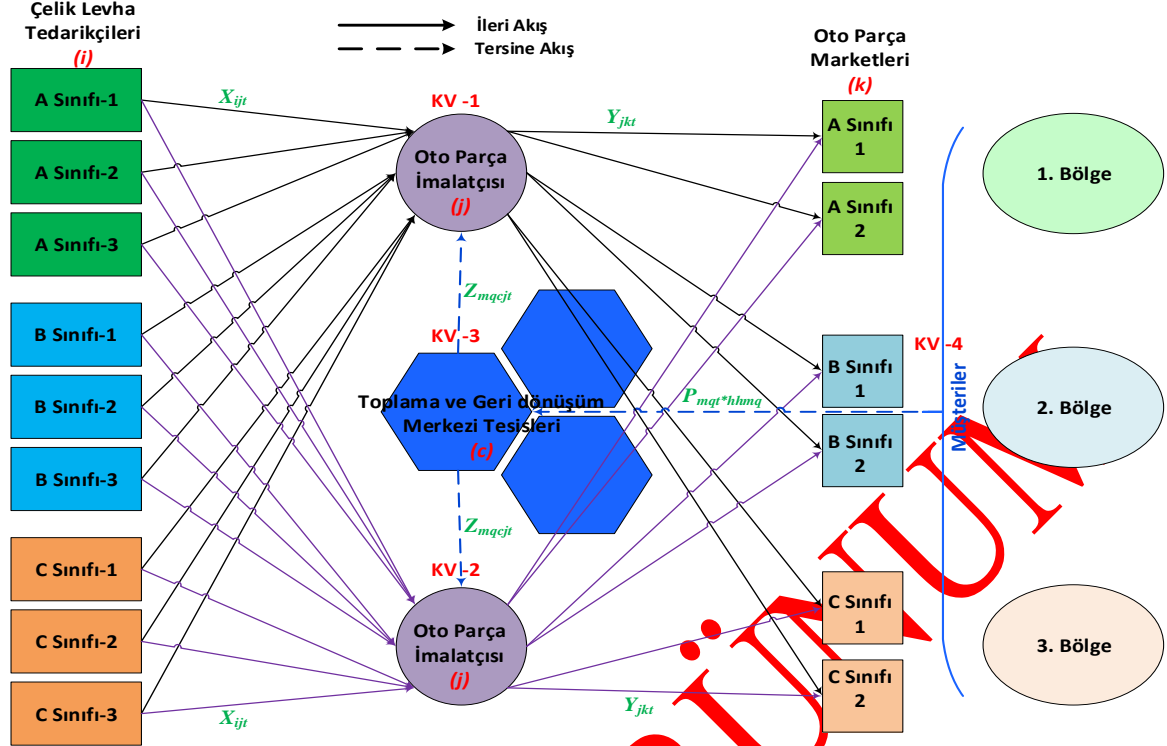 Çelik Levha
Tedarikçileri
(i)
A Sınıfı-1
A Sınıfı-2
A Sınıfı-3
B Sınıfı-1
B Sınıfı-2
B Sınıfı-3
C Sınıfı-1
C Sınıfı-2
C Sınıfı-3
İleri Akış
Tersine Akış
Xijt
KV -1
Oto Parça
İmalatçısı
(j)
Zmqcjt
KV -3
Toplama ve Geri dönüşüm
Merkezi Tesisleri
(c)
Zmqcjt
KV -2
Oto Parça
İmalatçısı
(j)
Xijt
Yjkt
Pmqt*hhmq
Yjkt
Oto Parça
Marketleri
(k)
A Sınıfı
1
A Sınıfı
2
B Sınıfı
1
B Sınıfı
2
C Sınıfı
1
C Sınıfı
2
KV -4
Müşteriler
1. Bölge
2. Bölge
3. Bölge